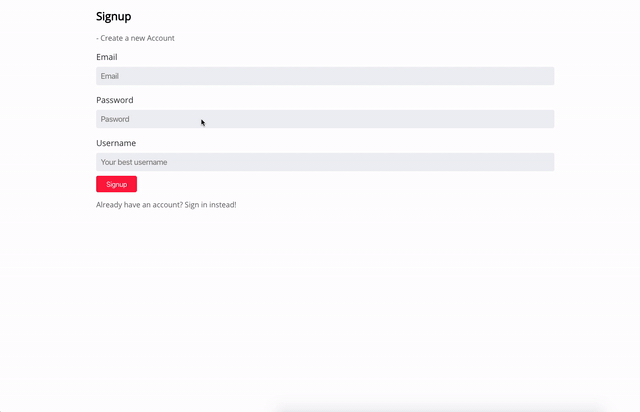 Signup
- Create a new Account
Email
Email
Password
Pasword
Username
Your best username
Signup
Already have an account? Sign in instead!